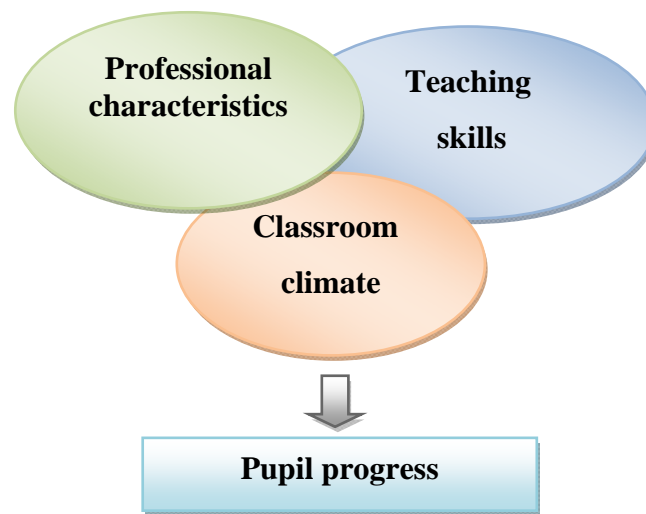 Professional
characteristics
Teaching
skills
Classroom
climate
Pupil progress